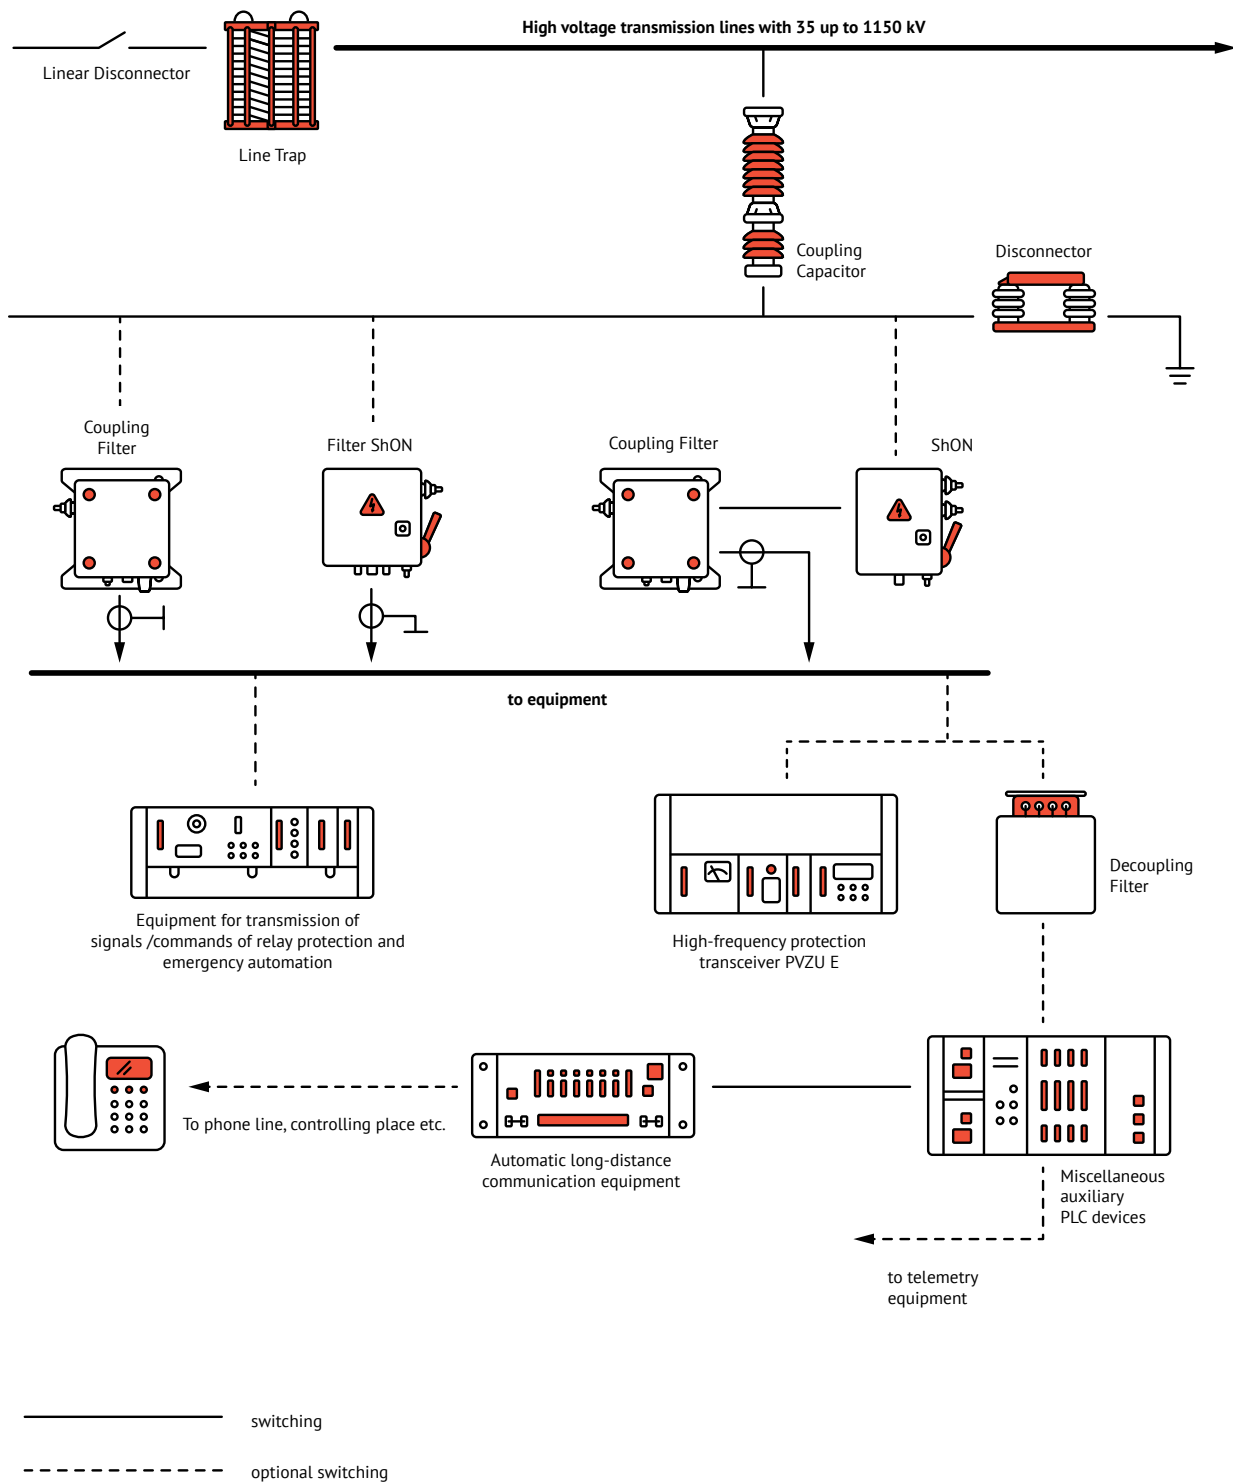 High voltage transmission lines with 35 up to 1150 kV
Linear Disconnector
Line Trap
Coupling
Capacitor
Disconnector
Coupling
Filter
Filter ShON
Coupling Filter
ShON
to equipment
Equipment for transmission of
signals /commands of relay protection and
emergency automation
High-frequency protection
transceiver PVZU E
Decoupling
Filter
To phone line, controlling place etc.
Automatic long-distance
communication equipment
Miscellaneous
auxiliary
PLC devices
to telemetry
equipment
switching
optional switching